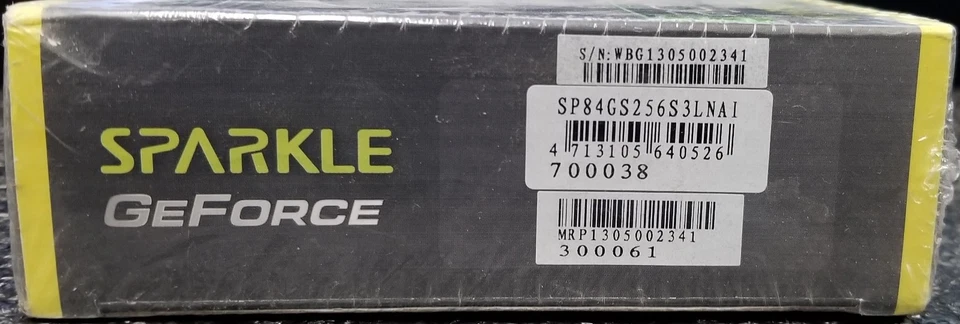 SPARKLE
GEFORCE
S/N:WBG1305002341
SP84GS256S3LNAI
4 713105 640526
700038
MRP1305002341
300061